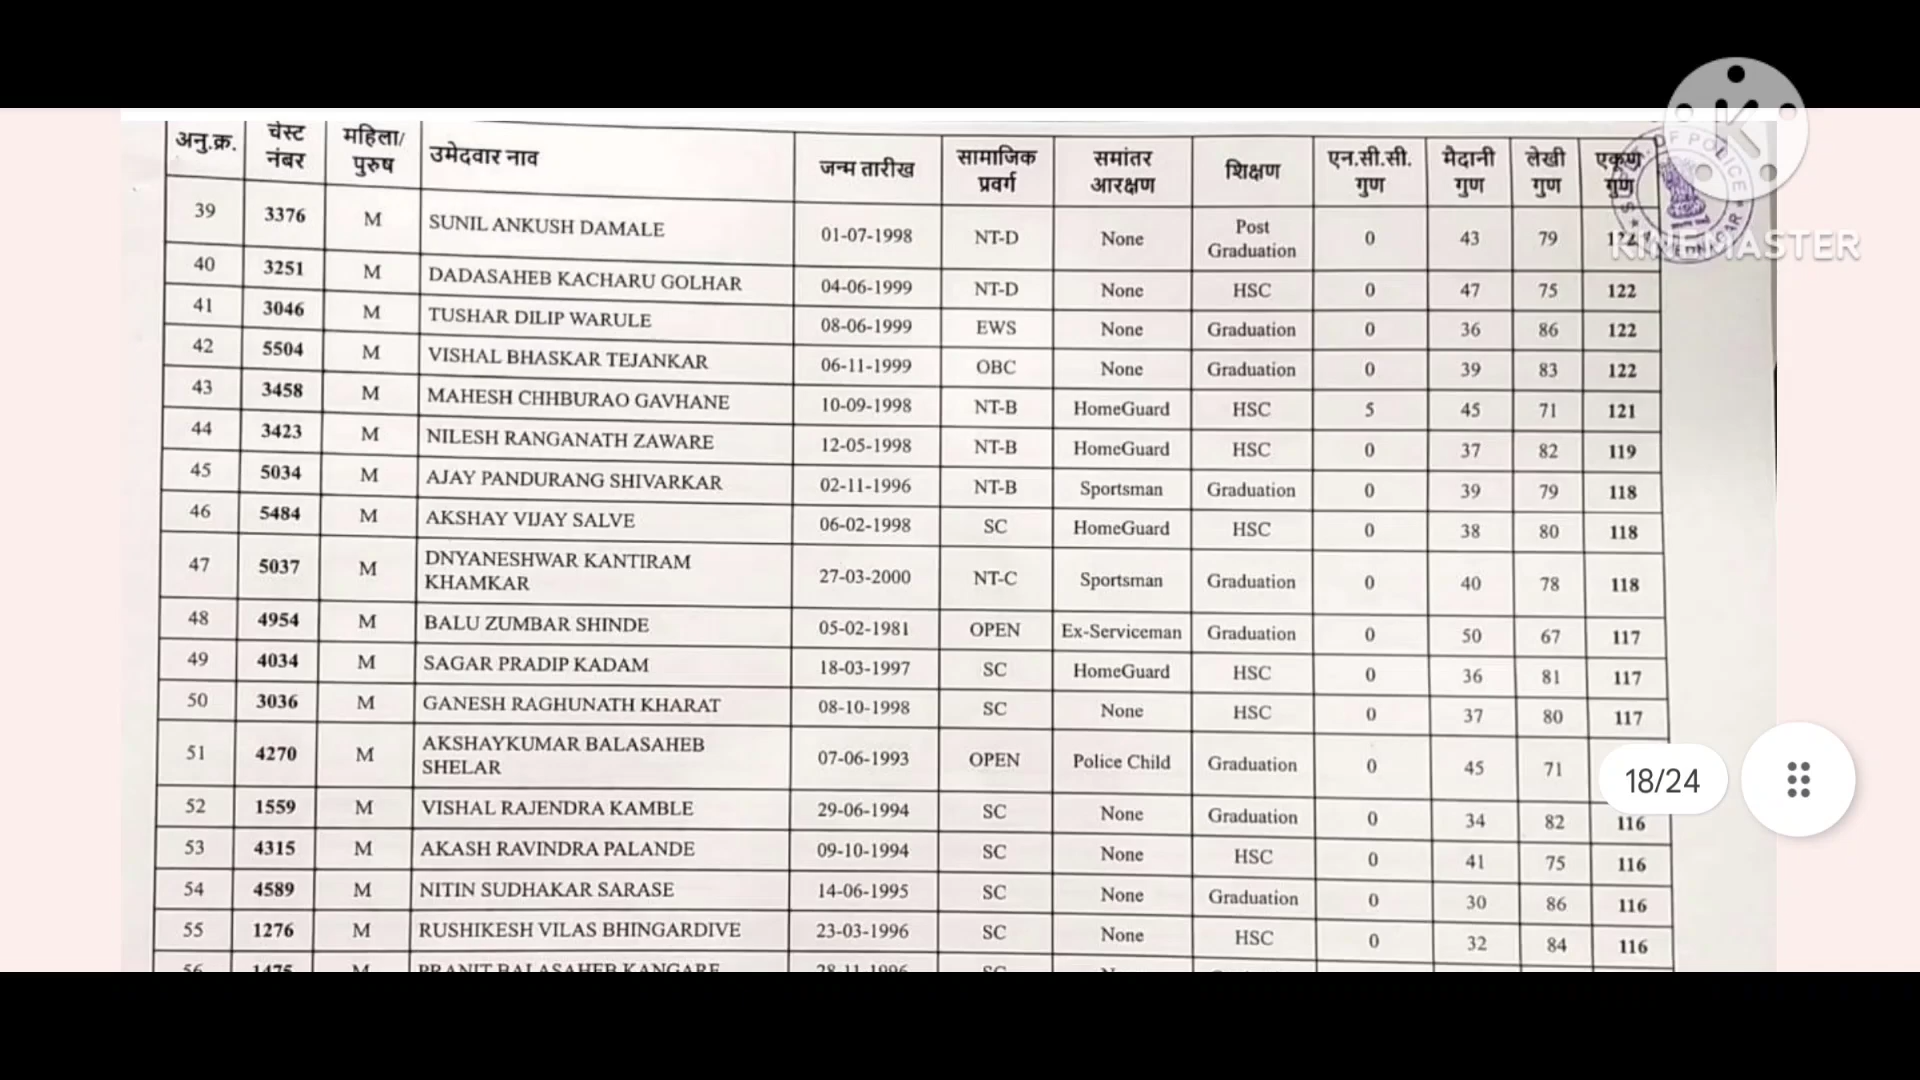 अनु.क्र. चेस्ट नंबर महिला/ पुरुष उमेदवार नाव जन्म तारीख सामाजिक प्रवर्ग समांतर आरक्षण शिक्षण एन.सी.सी. गुण मैदानी गुण लेखी गुण एकूण गुण
39 3376 M SUNIL ANKUSH DAMALE 01-07-1998 NT-D None Post Graduation 0 43 79
KINEMASTER
40 3251 M DADASAHEB KACHARU GOLHAR 04-06-1999 NT-D None HSC 0 47 75 122
41 3046 M TUSHAR DILIP WARULE 08-06-1999 EWS None Graduation 0 36 86 122
42 5504 M VISHAL BHASKAR TEJANKAR 06-11-1999 OBC None Graduation 0 39 83 122
43 3458 M MAHESH CHHBURAO GAVHANE 10-09-1998 NT-B HomeGuard HSC 5 45 71 121
44 3423 M NILESH RANGANATH ZAWARE 12-05-1998 NT-B HomeGuard HSC 0 37 82 119
45 5034 M AJAY PANDURANG SHIVARKAR 02-11-1996 NT-B Sportsman Graduation 0 39 79 118
46 5484 M AKSHAY VIJAY SALVE 06-02-1998 SC HomeGuard HSC 0 38 80 118
47 5037 M DNYANESHWAR KANTIRAM KHAMKAR 27-03-2000 NT-C Sportsman Graduation 0 40 78 118
48 4954 M BALU ZUMBAR SHINDE 05-02-1981 OPEN Ex-Serviceman Graduation 0 50 67 117
49 4034 M SAGAR PRADIP KADAM 18-03-1997 SC HomeGuard HSC 0 36 81 117
50 3036 M GANESH RAGHUNATH KHARAT 08-10-1998 SC None HSC 0 37 80 117
51 4270 M AKSHAYKUMAR BALASAHEB SHELAR 07-06-1993 OPEN Police Child Graduation 0 45 71
18/24
52 1559 M VISHAL RAJENDRA KAMBLE 29-06-1994 SC None Graduation 0 34 82 116
53 4315 M AKASH RAVINDRA PALANDE 09-10-1994 SC None HSC 0 41 75 116
54 4589 M NITIN SUDHAKAR SARASE 14-06-1995 SC None Graduation 0 30 86 116
55 1276 M RUSHIKESH VILAS BHINGARDIVE 23-03-1996 SC None HSC 0 32 84 116
56 1475 M PRANIT BALASAHEB KANGARE 28-11-1996 SC